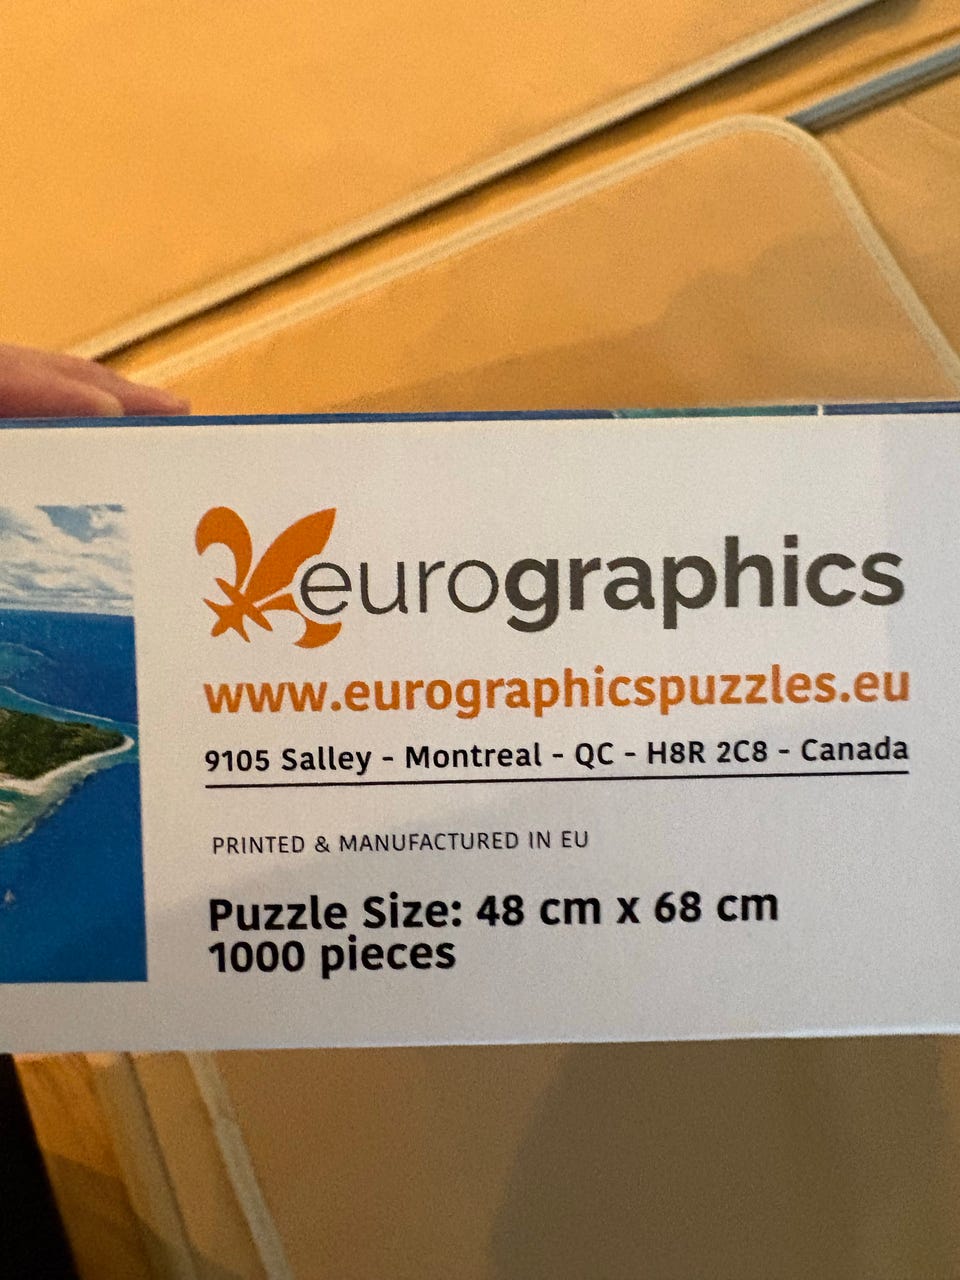 eurographics
www.eurographicspuzzles.eu
9105 Salley - Montreal - QC - H8R 2C8 - Canada
PRINTED & MANUFACTURED IN EU
Puzzle Size: 48 cm x 68 cm
1000 pieces